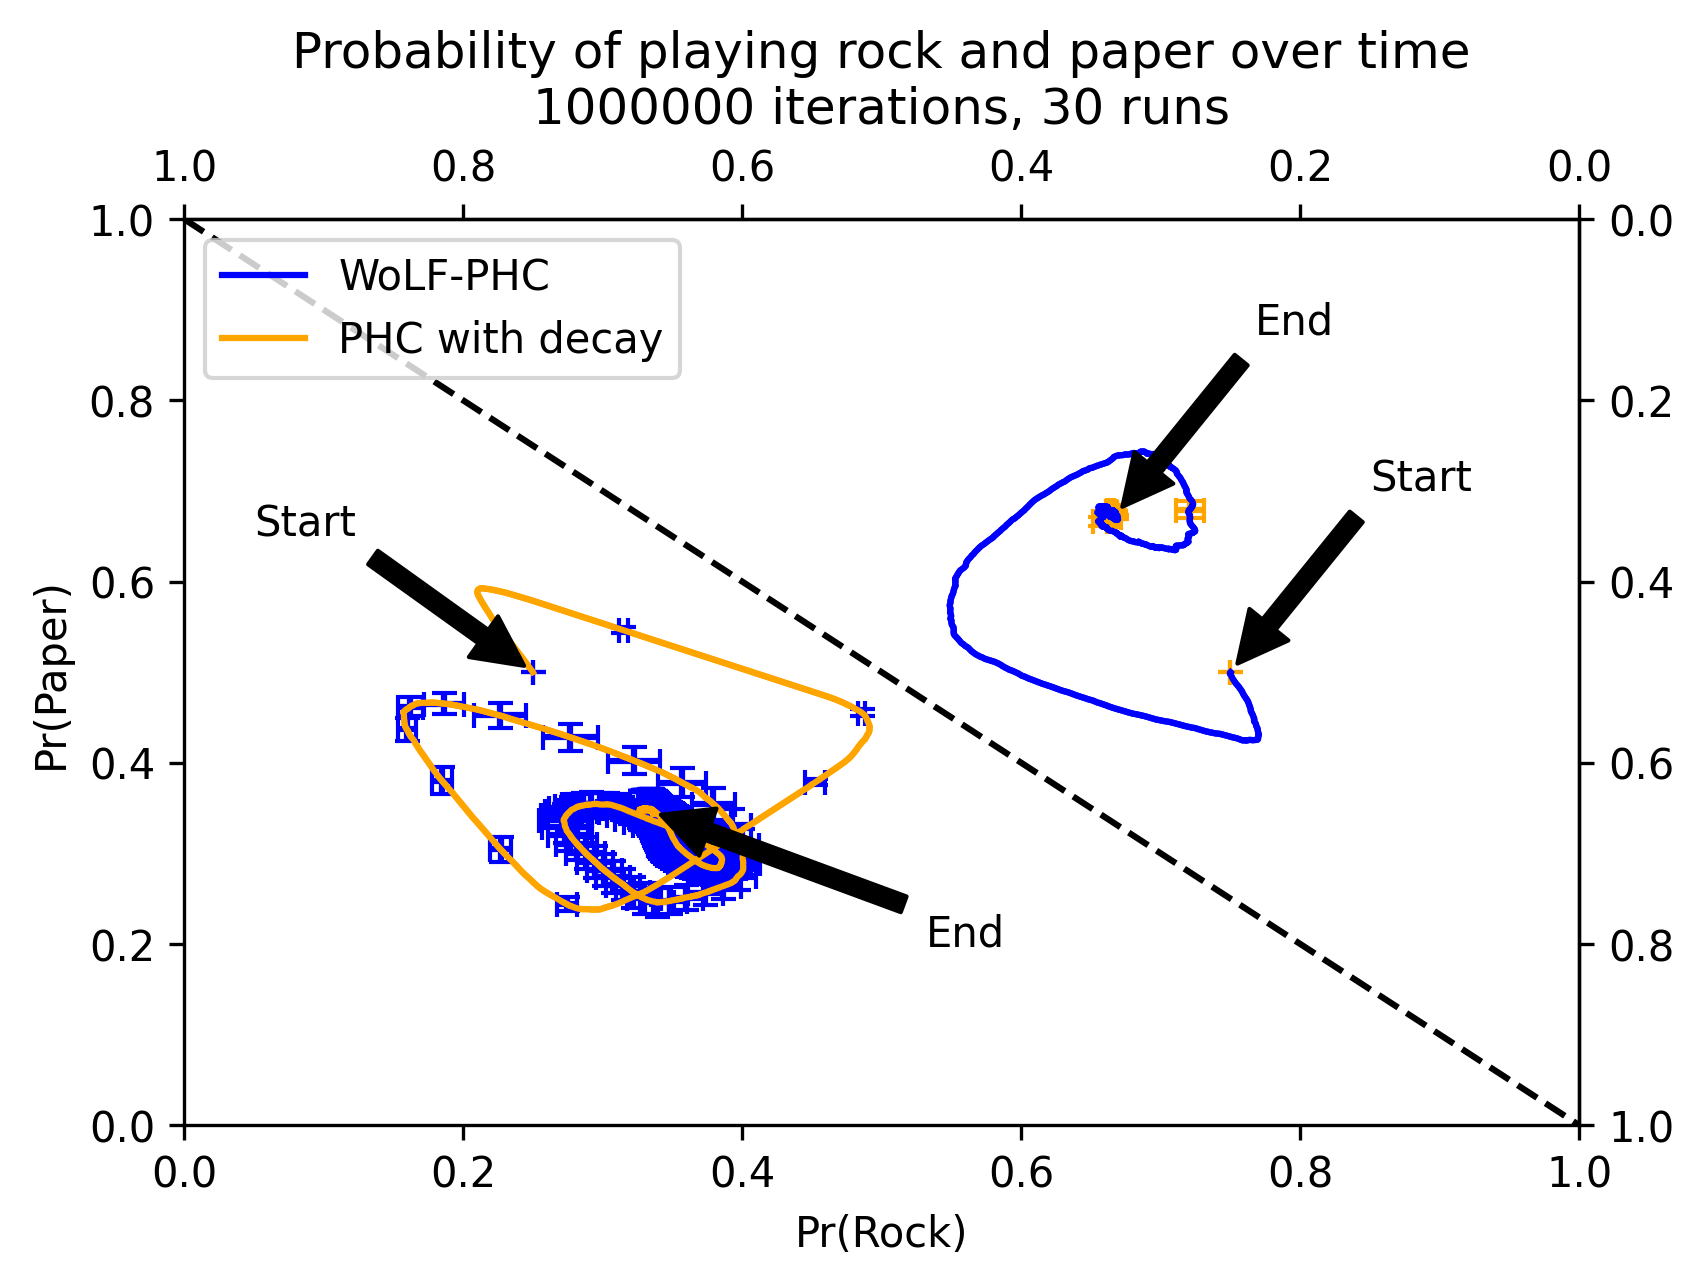 Probability of playing rock and paper over time
1000000 iterations, 30 runs
1.0 0.8 0.6 0.4 0.2 0.0
WoLF-PHC
PHC with decay
End
Start
Start
End
1.0 0.0
0.8 0.2
0.6 0.4
0.4 0.6
0.2 0.8
0.0 1.0
Pr(Paper)
0.0 0.2 0.4 0.6 0.8 1.0
Pr(Rock)